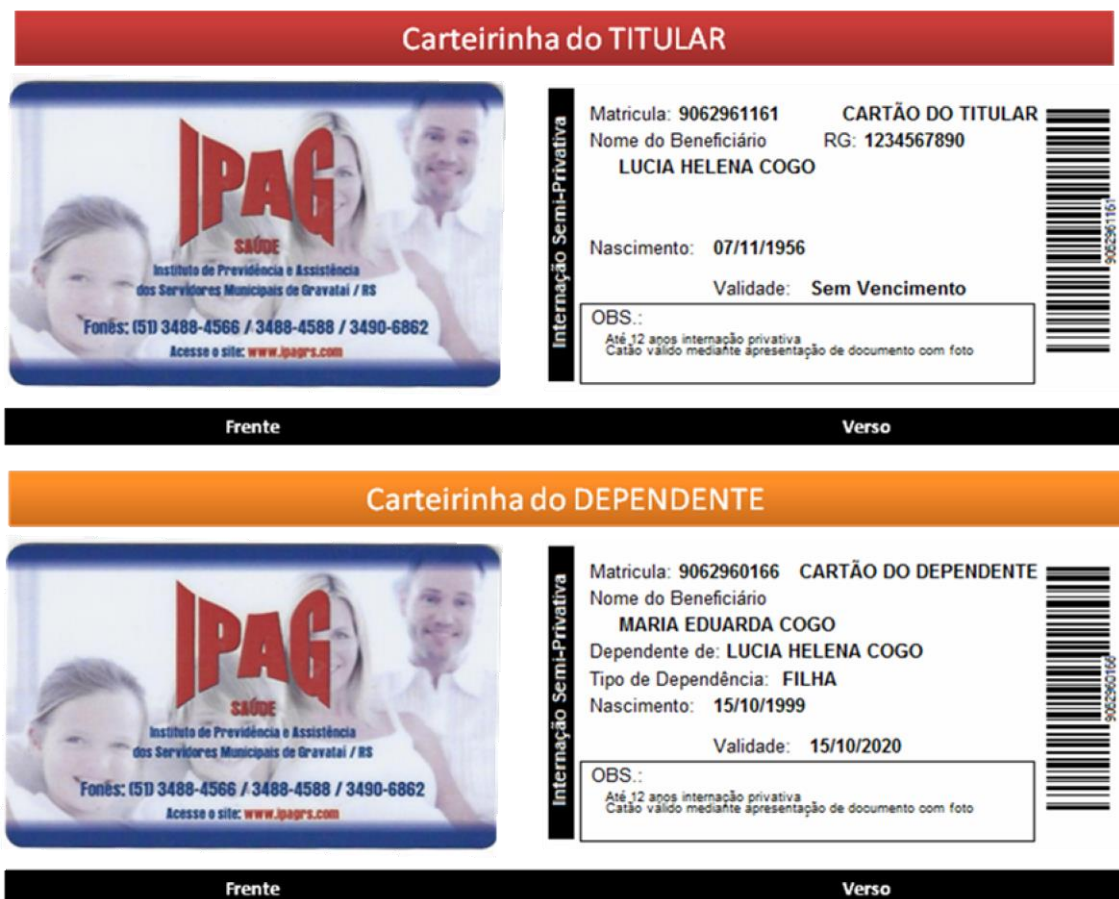 Carteirinha do TITULAR
IPAG
SAÚDE
Instituto de Previdência e Assistência
dos Servidores Municipais de Gravataí / RS
Fones: (51) 3488-4566 / 3488-4588 / 3490-6862
Acesse o site: www.ipagrs.com
Internação Semi-Privativa
Matricula: 9062961161 CARTÃO DO TITULAR
Nome do Beneficiário RG: 1234567890
LUCIA HELENA COGO
Nascimento: 07/11/1956
Validade: Sem Vencimento
OBS.:
Até 12 anos internação privativa
Catão válido mediante apresentação de documento com foto
9062961161
Frente Verso
Carteirinha do DEPENDENTE
IPAG
SAÚDE
Instituto de Previdência e Assistência
dos Servidores Municipais de Gravataí / RS
Fones: (51) 3488-4566 / 3488-4588 / 3490-6862
Acesse o site: www.ipagrs.com
Internação Semi-Privativa
Matricula: 9062960166 CARTÃO DO DEPENDENTE
Nome do Beneficiário
MARIA EDUARDA COGO
Dependente de: LUCIA HELENA COGO
Tipo de Dependência: FILHA
Nascimento: 15/10/1999
Validade: 15/10/2020
OBS.:
Até 12 anos internação privativa
Catão válido mediante apresentação de documento com foto
9062960166
Frente Verso